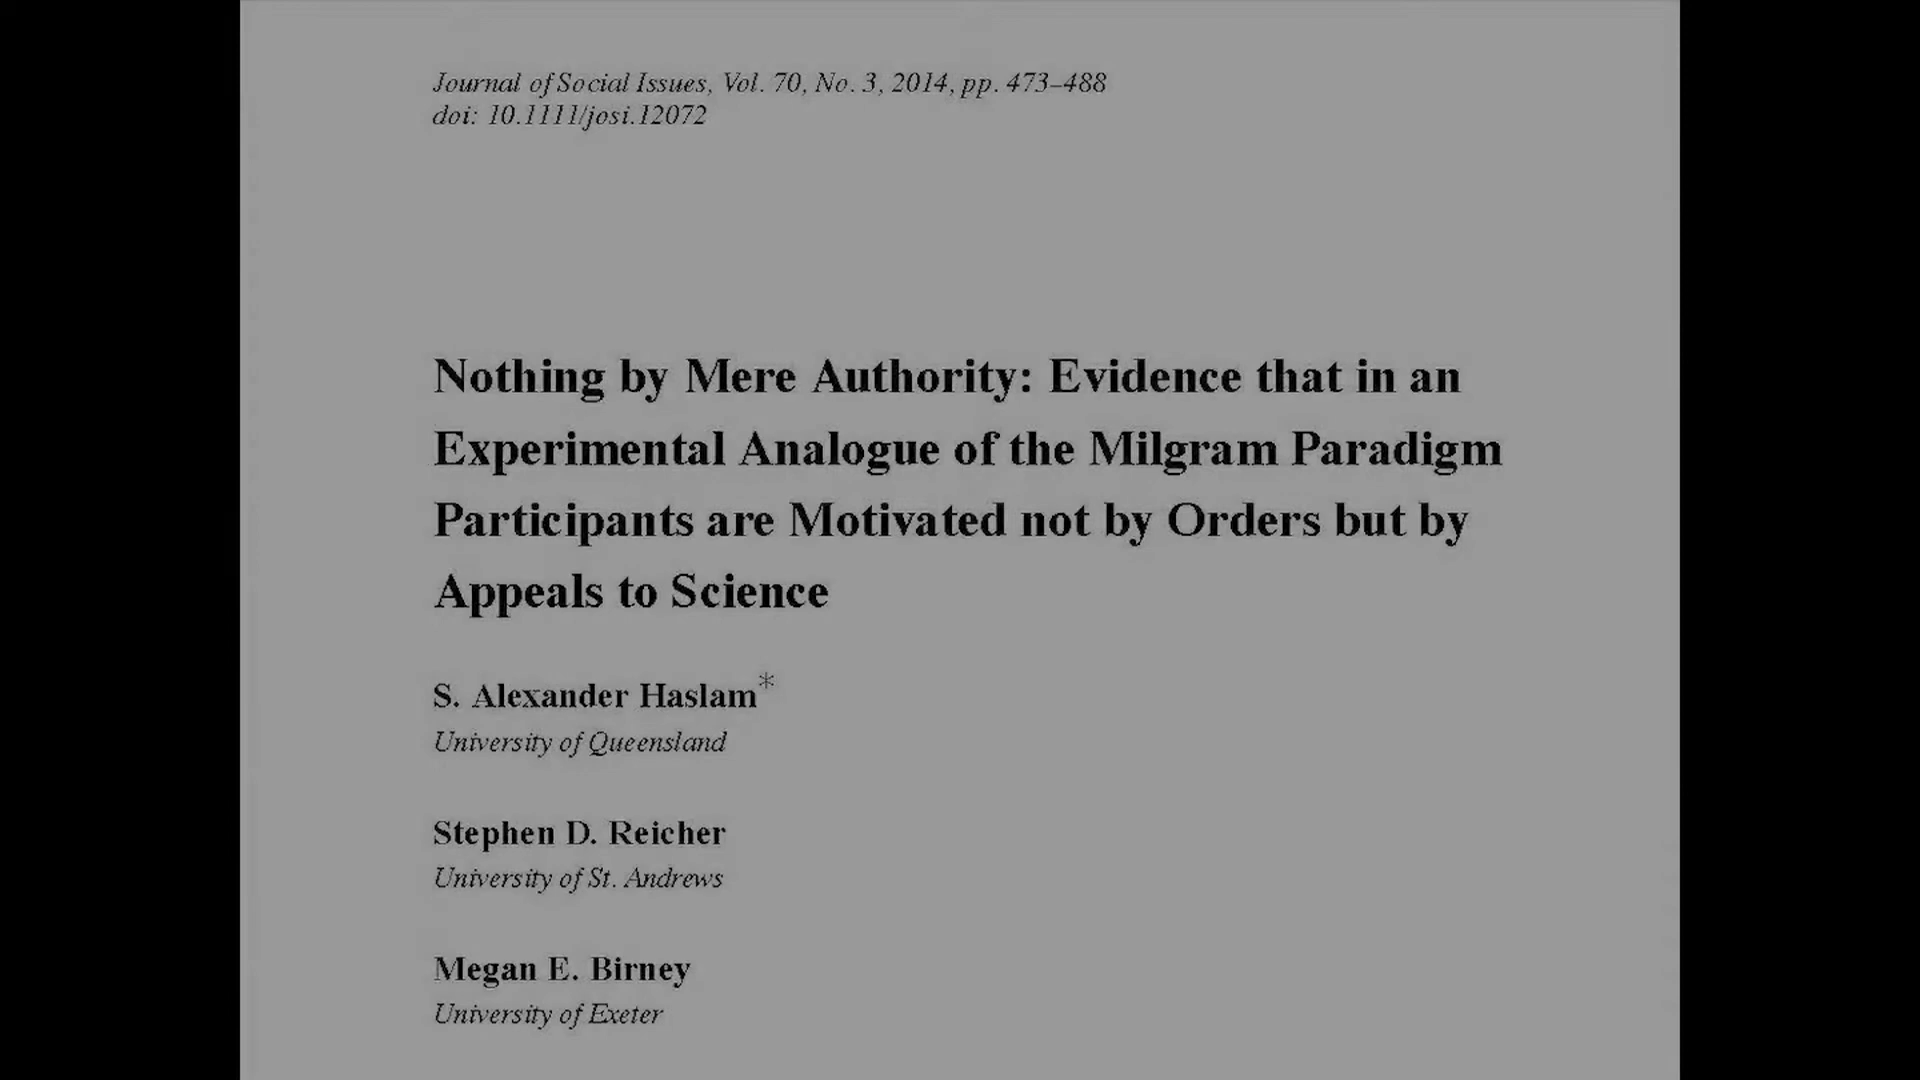 Journal of Social Issues, Vol. 70, No. 3, 2014, pp. 473–488
doi: 10.1111/josi.12072
Nothing by Mere Authority: Evidence that in an
Experimental Analogue of the Milgram Paradigm
Participants are Motivated not by Orders but by
Appeals to Science
S. Alexander Haslam*
University of Queensland
Stephen D. Reicher
University of St. Andrews
Megan E. Birney
University of Exeter